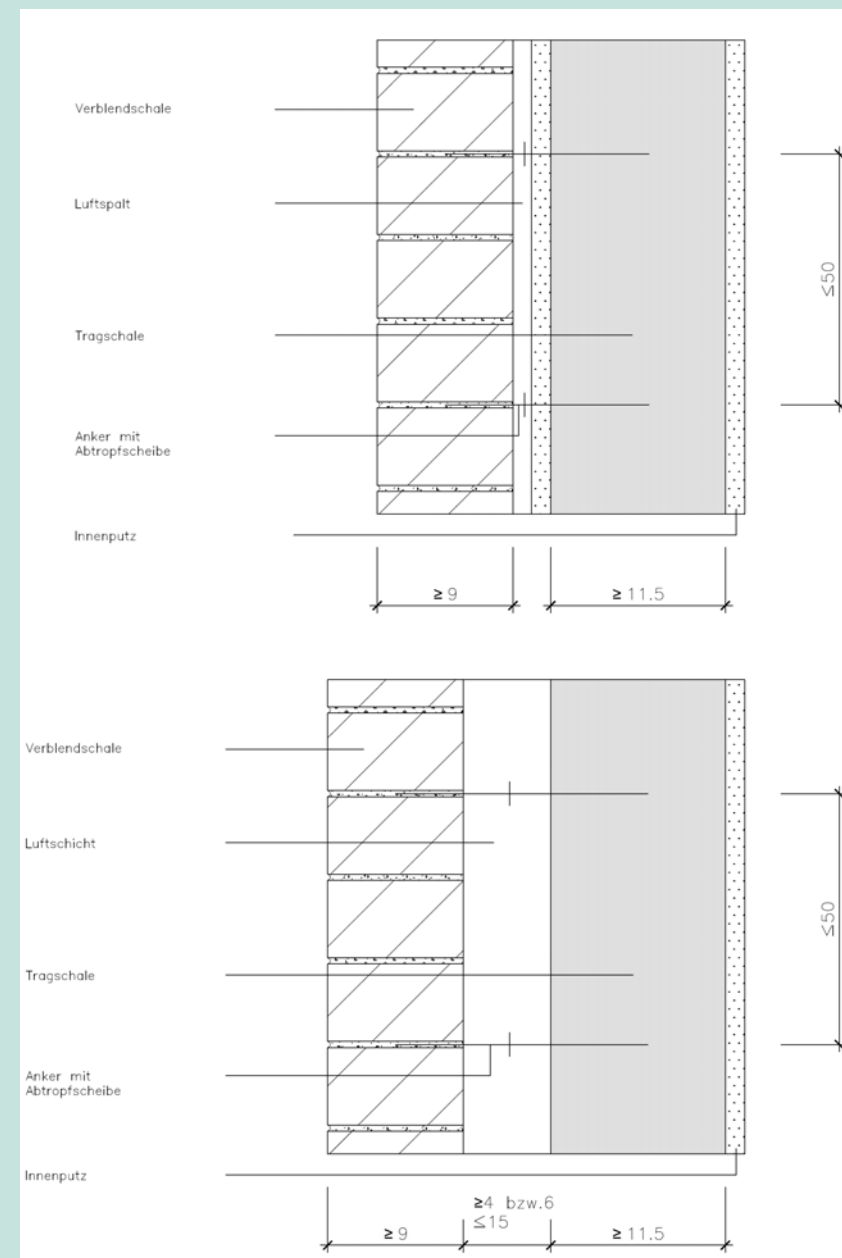 Verblendschale
Luftspalt
≤50
Tragschale
Anker mit
Abtropfscheibe
Innenputz
≥9
≥11.5
Verblendschale
Luftschicht
≤50
Tragschale
Anker mit
Abtropfscheibe
Innenputz
≥4 bzw.6
≤15
≥9
≥11.5